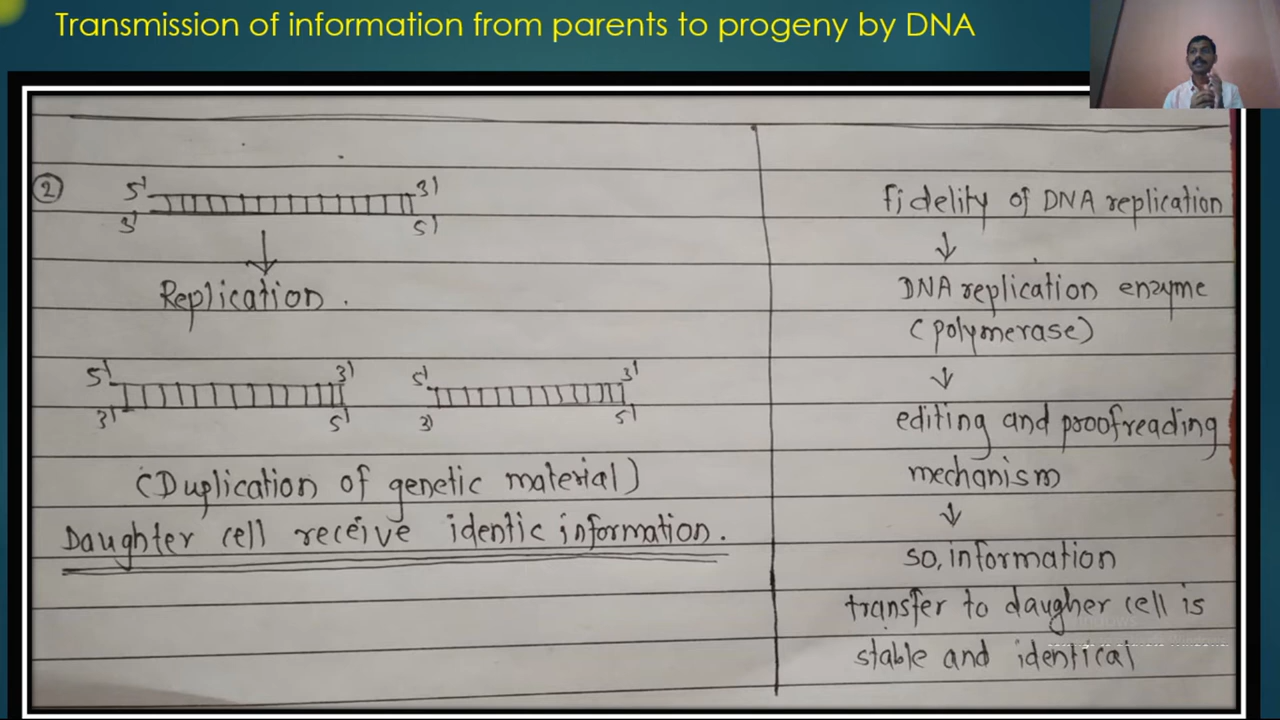 Transmission of information from parents to progeny by DNA
②
5' 3'
3' 5'
Replication.
5' 3' 5' 3'
3' 5' 3' 5'
(Duplication of genetic material)
Daughter cell receive identic information.
fidelity of DNA replication
DNA replication enzyme
(polymerase)
editing and proofreading
mechanism
so, information
transfer to daugher cell is
stable and identical